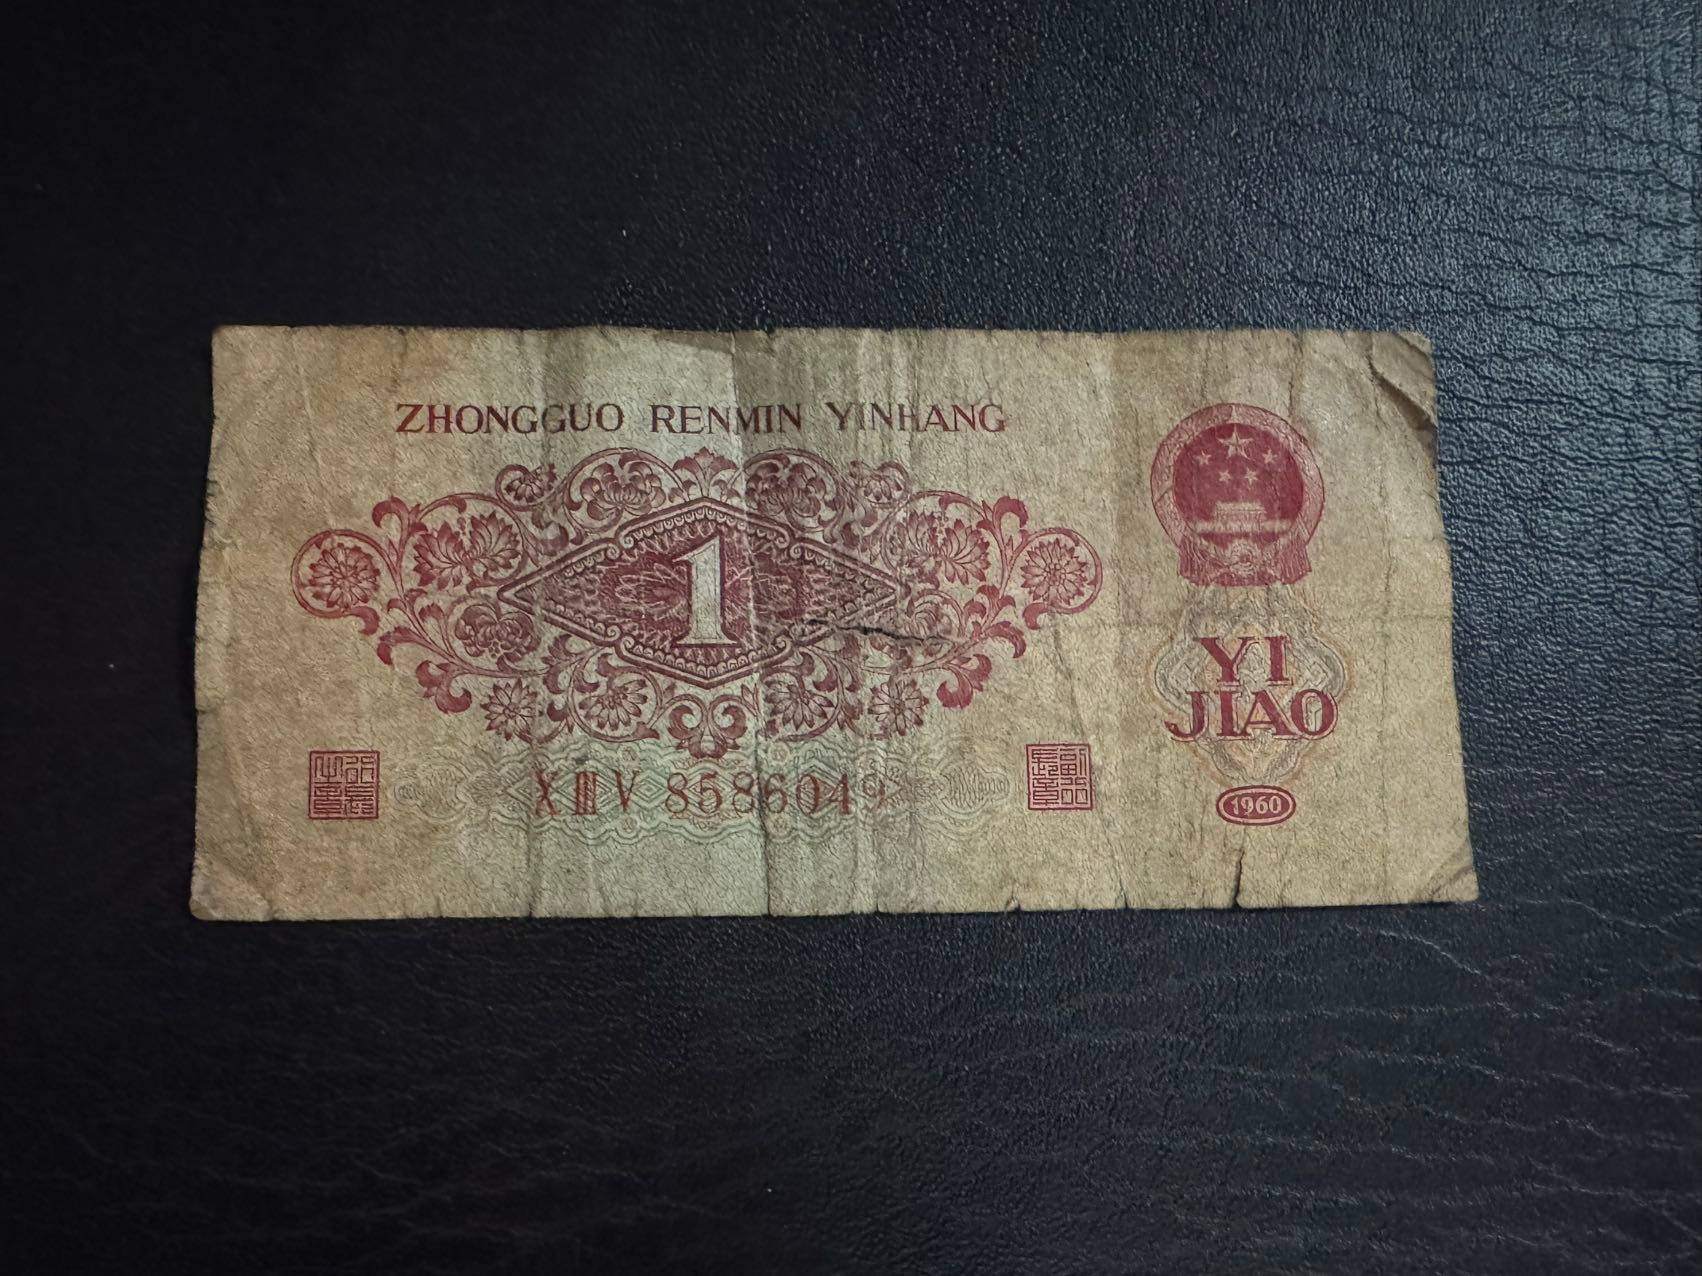 ZHONGGUO RENMIN YINHANG
1
YI
JIAO
X III V 8586049
1960